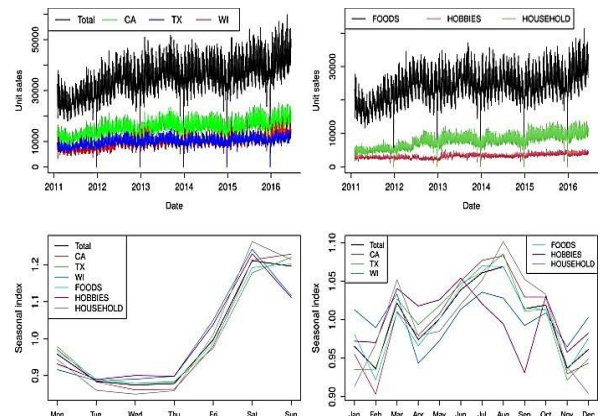 Total CA TX WI
Unit sales
50000
30000
10000
0
2011 2012 2013 2014 2015 2016
Date
FOODS HOBBIES HOUSEHOLD
Unit sales
50000
30000
10000
0
2011 2012 2013 2014 2015 2016
Date
Total
CA
TX
WI
FOODS
HOBBIES
HOUSEHOLD
Seasonal index
1.2
1.1
1.0
0.9
Mon Tue Wed Thu Fri Sat Sun
Total
CA
TX
WI
FOODS
HOBBIES
HOUSEHOLD
Seasonal index
1.10
1.05
1.00
0.95
0.90
Jan Feb Mar Apr May Jun Jul Aug Sep Oct Nov Dec